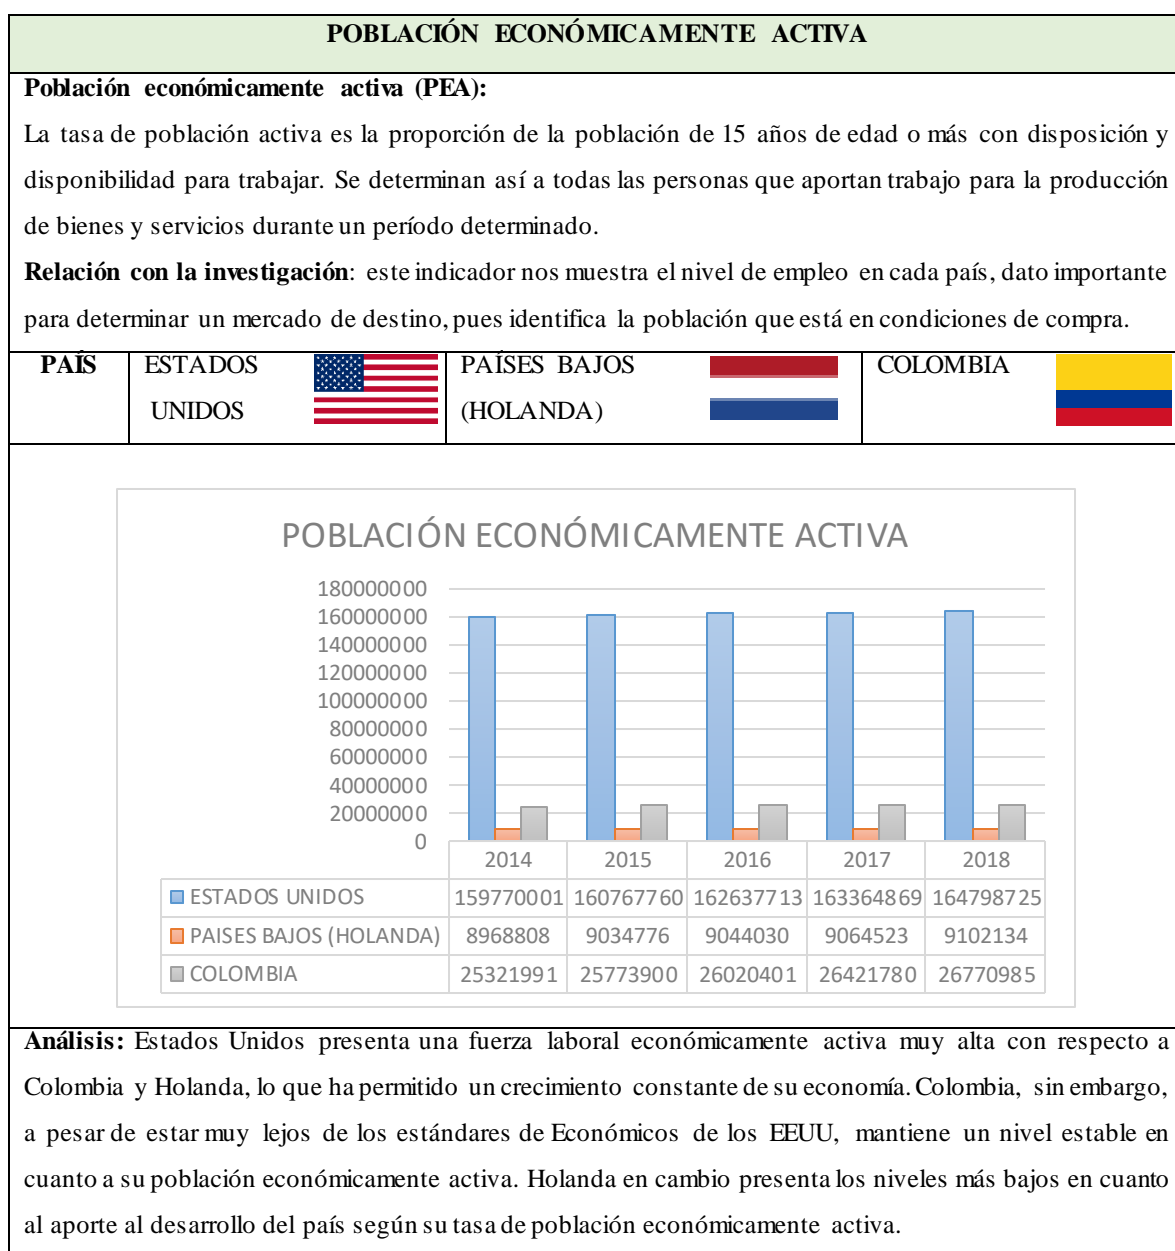 POBLACIÓN ECONÓMICAMENTE ACTIVA
Población económicamente activa (PEA):
La tasa de población activa es la proporción de la población de 15 años de edad o más con disposición y
disponibilidad para trabajar. Se determinan así a todas las personas que aportan trabajo para la producción
de bienes y servicios durante un período determinado.
Relación con la investigación: este indicador nos muestra el nivel de empleo en cada país, dato importante
para determinar un mercado de destino, pues identifica la población que está en condiciones de compra.
PAÍS ESTADOS PAÍSES BAJOS COLOMBIA
UNIDOS (HOLANDA)
POBLACIÓN ECONÓMICAMENTE ACTIVA
180000000
160000000
140000000
120000000
100000000
80000000
60000000
40000000
20000000
0
2014 2015 2016 2017 2018
ESTADOS UNIDOS 159770001 160767760 162637713 163364869 164798725
PAISES BAJOS (HOLANDA) 8968808 9034776 9044030 9064523 9102134
COLOMBIA 25321991 25773900 26020401 26421780 26770985
Análisis: Estados Unidos presenta una fuerza laboral económicamente activa muy alta con respecto a
Colombia y Holanda, lo que ha permitido un crecimiento constante de su economía. Colombia, sin embargo,
a pesar de estar muy lejos de los estándares de Económicos de los EEUU, mantiene un nivel estable en
cuanto a su población económicamente activa. Holanda en cambio presenta los niveles más bajos en cuanto
al aporte al desarrollo del país según su tasa de población económicamente activa.